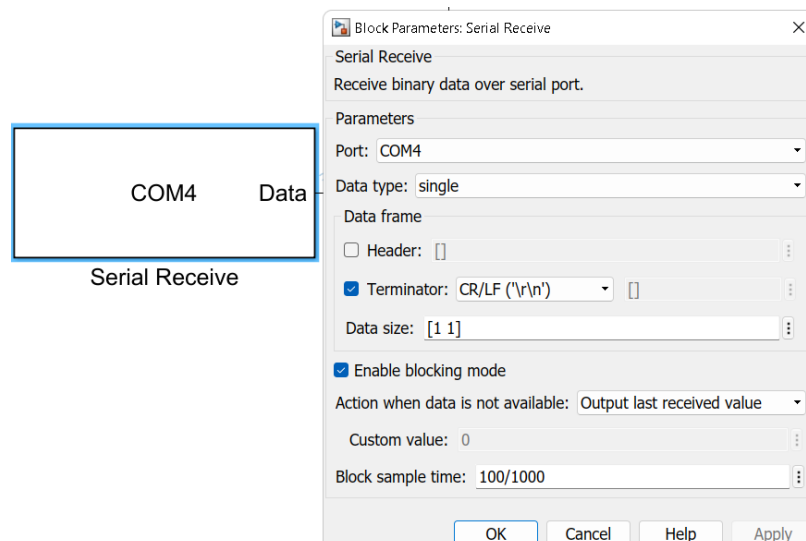 COM4 Data
Serial Receive
Block Parameters: Serial Receive
Serial Receive
Receive binary data over serial port.
Parameters
Port: COM4
Data type: single
Data frame
Header: []
Terminator: CR/LF ('\r\n') []
Data size: [1 1]
Enable blocking mode
Action when data is not available: Output last received value
Custom value: 0
Block sample time: 100/1000
OK Cancel Help Apply